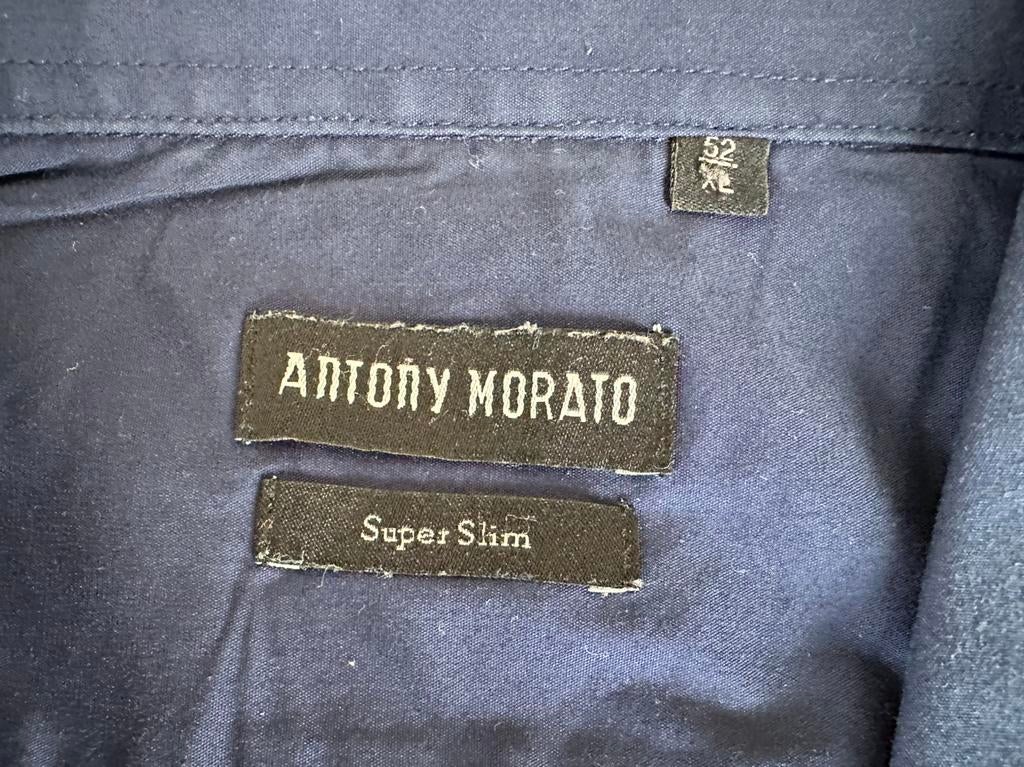 52
XL
ANTONY MORATO
Super Slim